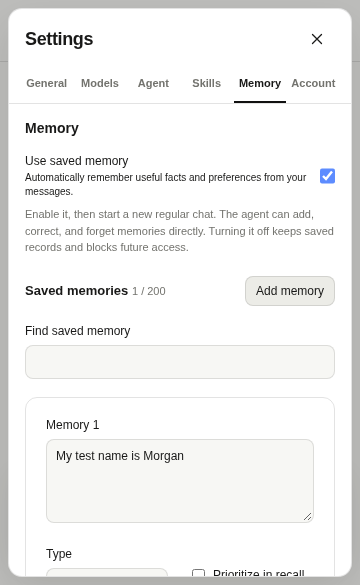 Settings
General Models Agent Skills Memory Account
Memory
Use saved memory
Automatically remember useful facts and preferences from your
messages.
Enable it, then start a new regular chat. The agent can add,
correct, and forget memories directly. Turning it off keeps saved
records and blocks future access.
Saved memories 1 / 200
Add memory
Find saved memory
Memory 1
My test name is Morgan
Type
Prioritize in recall